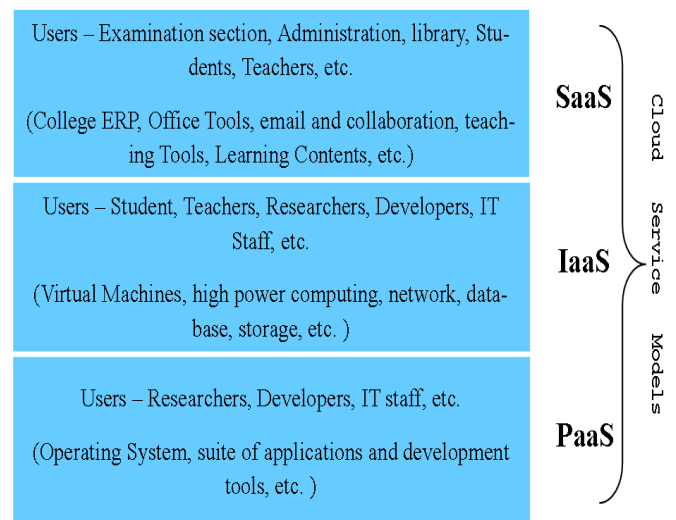 Users – Examination section, Administration, library, Stu-
dents, Teachers, etc.
(College ERP, Office Tools, email and collaboration, teach-
ing Tools, Learning Contents, etc.)
SaaS
Users – Student, Teachers, Researchers, Developers, IT
Staff, etc.
(Virtual Machines, high power computing, network, data-
base, storage, etc. )
IaaS
Users – Researchers, Developers, IT staff, etc.
(Operating System, suite of applications and development
tools, etc. )
PaaS
Cloud Service Models